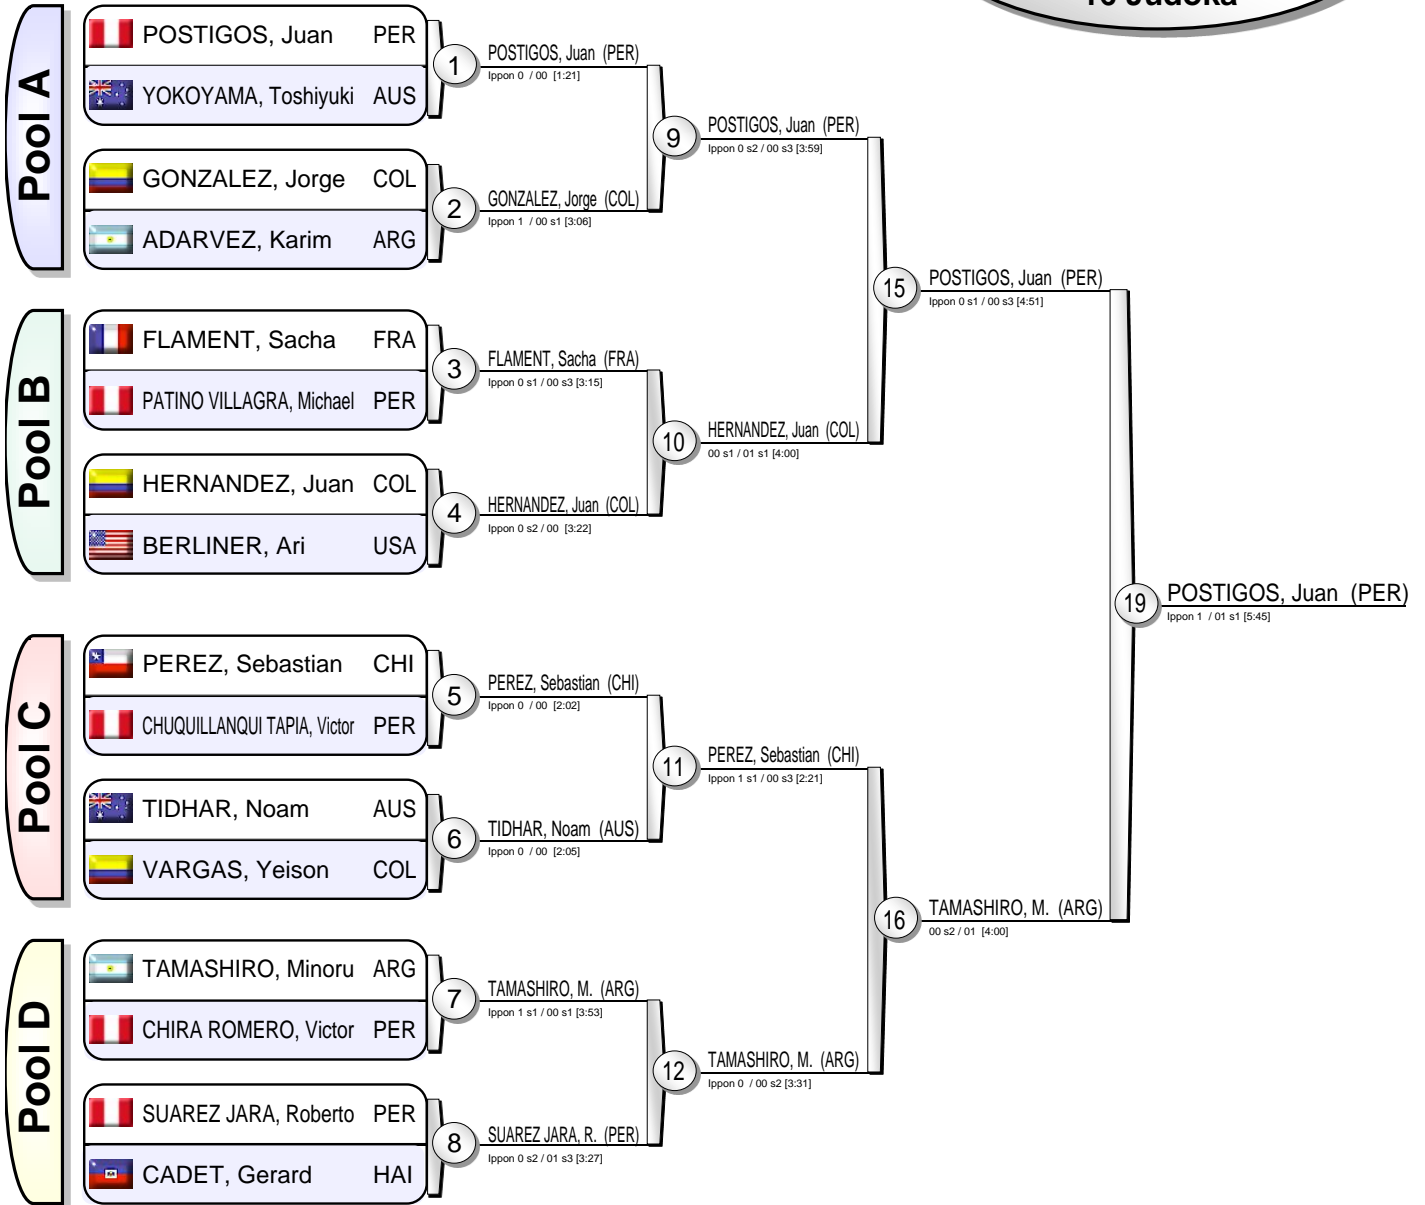 16 Judoka
Pool A
POSTIGOS, Juan PER
YOKOYAMA, Toshiyuki AUS
GONZALEZ, Jorge COL
ADARVEZ, Karim ARG
Pool B
FLAMENT, Sacha FRA
PATINO VILLAGRA, Michael PER
HERNANDEZ, Juan COL
BERLINER, Ari USA
Pool C
PEREZ, Sebastian CHI
CHUQUILLANQUI TAPIA, Victor PER
TIDHAR, Noam AUS
VARGAS, Yeison COL
Pool D
TAMASHIRO, Minoru ARG
CHIRA ROMERO, Victor PER
SUAREZ JARA, Roberto PER
CADET, Gerard HAI
1
POSTIGOS, Juan (PER)
Ippon 0 / 00 [1:21]
2
GONZALEZ, Jorge (COL)
Ippon 1 / 00 s1 [3:06]
3
FLAMENT, Sacha (FRA)
Ippon 0 s1 / 00 s3 [3:15]
4
HERNANDEZ, Juan (COL)
Ippon 0 s2 / 00 [3:22]
5
PEREZ, Sebastian (CHI)
Ippon 0 / 00 [2:02]
6
TIDHAR, Noam (AUS)
Ippon 0 / 00 [2:05]
7
TAMASHIRO, M. (ARG)
Ippon 1 s1 / 00 s1 [3:53]
8
SUAREZ JARA, R. (PER)
Ippon 0 s2 / 01 s3 [3:27]
9
POSTIGOS, Juan (PER)
Ippon 0 s2 / 00 s3 [3:59]
10
HERNANDEZ, Juan (COL)
00 s1 / 01 s1 [4:00]
11
PEREZ, Sebastian (CHI)
Ippon 1 s1 / 00 s3 [2:21]
12
TAMASHIRO, M. (ARG)
Ippon 0 / 00 s2 [3:31]
15
POSTIGOS, Juan (PER)
Ippon 0 s1 / 00 s3 [4:51]
16
TAMASHIRO, M. (ARG)
00 s2 / 01 [4:00]
19
POSTIGOS, Juan (PER)
Ippon 1 / 01 s1 [5:45]